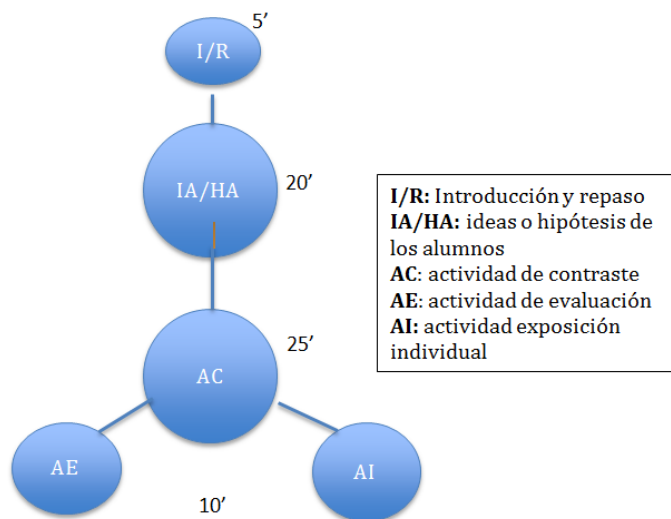 5’
I/R
IA/HA
20’
I/R: Introducción y repaso
IA/HA: ideas o hipótesis de
los alumnos
AC: actividad de contraste
AE: actividad de evaluación
AI: actividad exposición
individual
25’
AC
AE
AI
10’